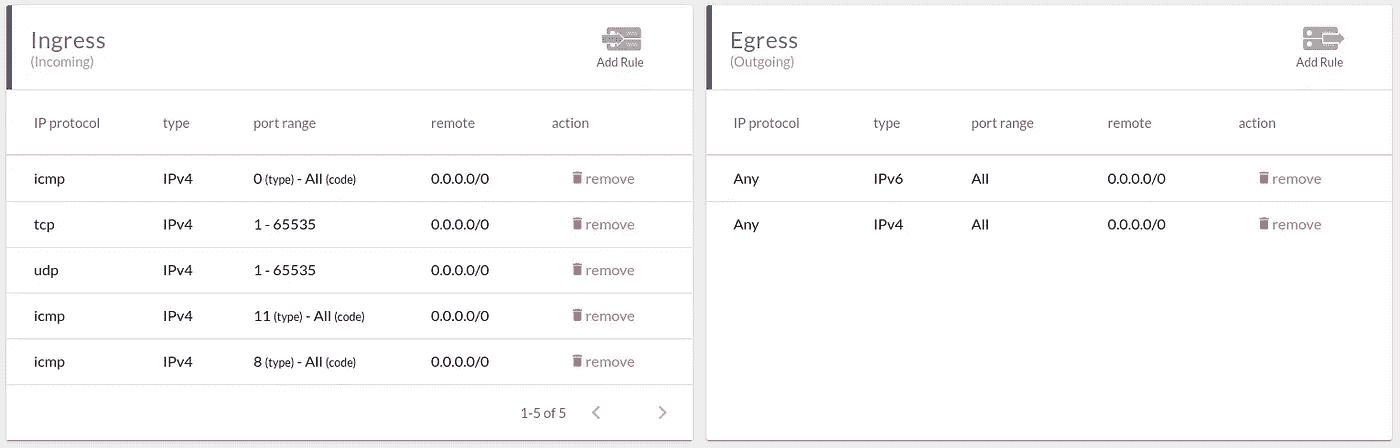 Ingress
(Incoming)
Add Rule
IP protocol type port range remote action
icmp IPv4 0 (type) - All (code) 0.0.0.0/0 remove
tcp IPv4 1 - 65535 0.0.0.0/0 remove
udp IPv4 1 - 65535 0.0.0.0/0 remove
icmp IPv4 11 (type) - All (code) 0.0.0.0/0 remove
icmp IPv4 8 (type) - All (code) 0.0.0.0/0 remove
1-5 of 5
Egress
(Outgoing)
Add Rule
IP protocol type port range remote action
Any IPv6 All 0.0.0.0/0 remove
Any IPv4 All 0.0.0.0/0 remove